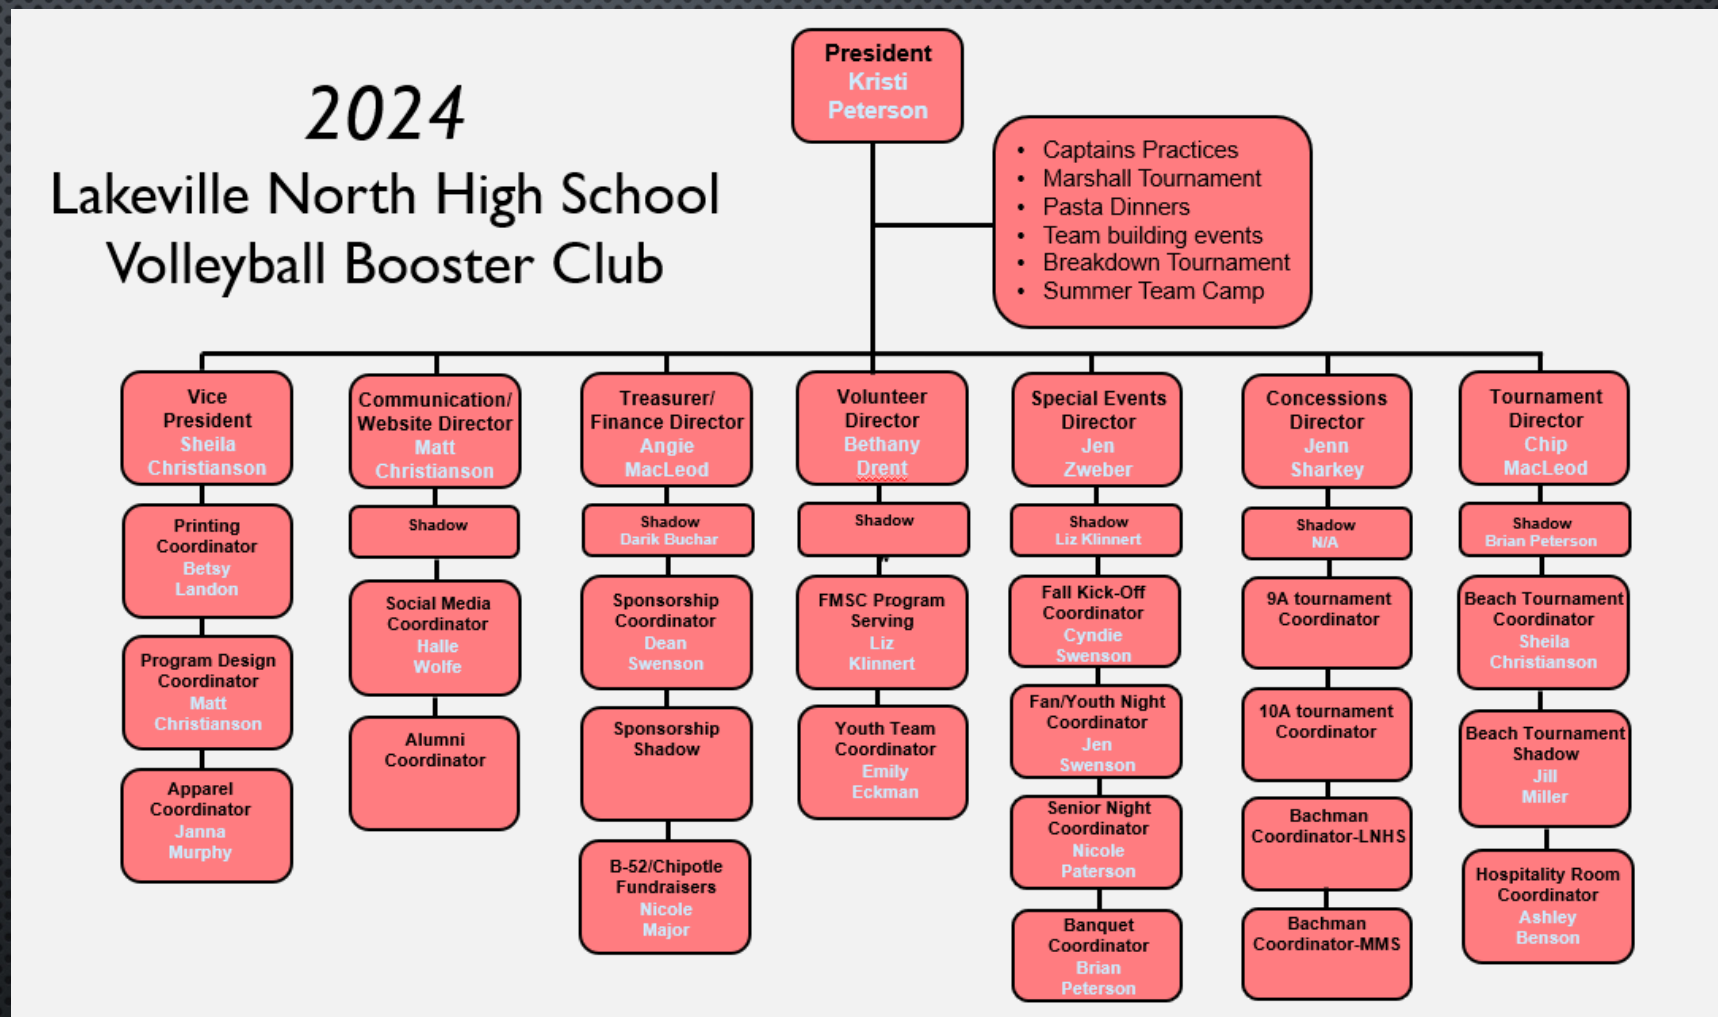 2024
Lakeville North High School
Volleyball Booster Club
President
Kristi
Peterson
• Captains Practices
• Marshall Tournament
• Pasta Dinners
• Team building events
• Breakdown Tournament
• Summer Team Camp
Vice
President
Sheila
Christianson
Printing
Coordinator
Betsy
Landon
Program Design
Coordinator
Matt
Christianson
Apparel
Coordinator
Janna
Murphy
Communication/
Website Director
Matt
Christianson
Shadow
Social Media
Coordinator
Halle
Wolfe
Alumni
Coordinator
Treasurer/
Finance Director
Angie
MacLeod
Shadow
Darik Buchar
Sponsorship
Coordinator
Dean
Swenson
Sponsorship
Shadow
B-52/Chipotle
Fundraisers
Nicole
Major
Volunteer
Director
Bethany
Drent
Shadow
FMSC Program
Serving
Liz
Klinnert
Youth Team
Coordinator
Emily
Eckman
Special Events
Director
Jen
Zweber
Shadow
Liz Klinnert
Fall Kick-Off
Coordinator
Cyndie
Swenson
Fan/Youth Night
Coordinator
Jen
Swenson
Senior Night
Coordinator
Nicole
Paterson
Banquet
Coordinator
Brian
Peterson
Concessions
Director
Jenn
Sharkey
Shadow
N/A
9A tournament
Coordinator
10A tournament
Coordinator
Bachman
Coordinator-LNHS
Bachman
Coordinator-MMS
Tournament
Director
Chip
MacLeod
Shadow
Brian Peterson
Beach Tournament
Coordinator
Sheila
Christianson
Beach Tournament
Shadow
Jill
Miller
Hospitality Room
Coordinator
Ashley
Benson